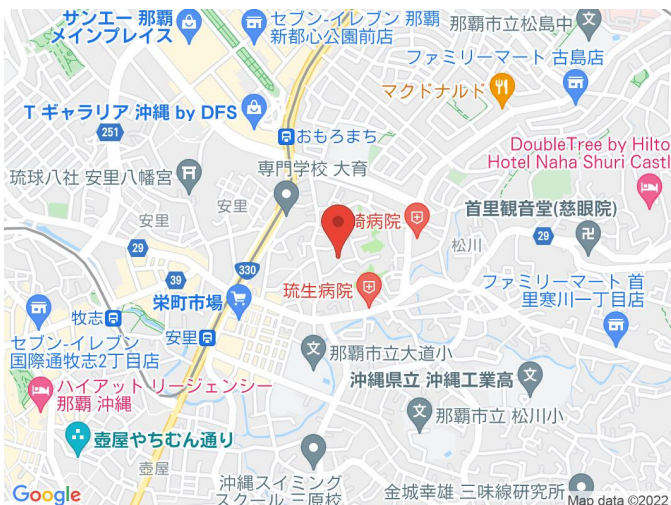 サンエー 那覇
メインプレイス
セブン-イレブン 那覇
新都心公園前店
那覇市立松島中
ファミリーマート 古島店
マクドナルド
T ギャラリア 沖縄 by DFS
251
おもろまち
DoubleTree by Hilto
Hotel Naha Shuri Castl
専門学校 大育
琉球八社 安里八幡宮
安里
安里
崎病院
首里観音堂(慈眼院)
松川
29
29
330
39
琉生病院
ファミリーマート 首
里寒川一丁目店
栄町市場
牧志
安里
セブン-イレブン
国際通牧志2丁目店
那覇市立大道小
沖縄県立 沖縄工業高
ハイアット リージェンシー
那覇 沖縄
那覇市立 松川小
壺屋やちむん通り
壺屋
沖縄スイミング
スクール 三原校
金城幸雄 三味線研究所
Google
Map data ©2022